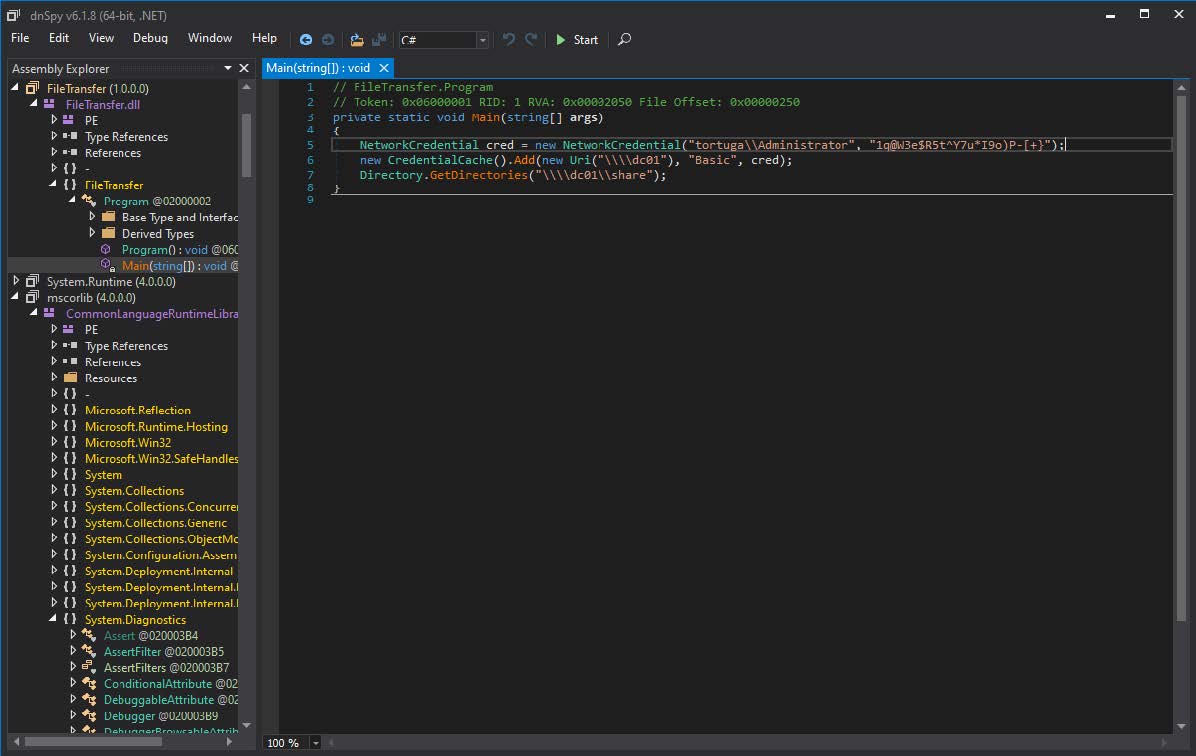 dnSpy v6.1.8 (64-bit, .NET)
File Edit View Debug Window Help C# Start
Assembly Explorer
Main(string[]) : void
FileTransfer (1.0.0.0)
FileTransfer.dll
PE
Type References
References
{ } -
{ } FileTransfer
Program @02000002
Base Type and Interfac
Derived Types
Program() : void @060
Main(string[]) : void @
System.Runtime (4.0.0.0)
mscorlib (4.0.0.0)
CommonLanguageRuntimeLibra
PE
Type References
References
Resources
{ } -
{ } Microsoft.Reflection
{ } Microsoft.Runtime.Hosting
{ } Microsoft.Win32
{ } Microsoft.Win32.SafeHandles
{ } System
{ } System.Collections
{ } System.Collections.Concurre
{ } System.Collections.Generic
{ } System.Collections.ObjectMo
{ } System.Configuration.Assem
{ } System.Deployment.Internal
{ } System.Deployment.Internal.I
{ } System.Deployment.Internal.I
{ } System.Diagnostics
Assert @020003B4
AssertFilter @020003B5
AssertFilters @020003B7
ConditionalAttribute @02
DebuggableAttribute @02
Debugger @020003B9
DebuggerBrowsableAttrib
1 // FileTransfer.Program
2 // Token: 0x06000001 RID: 1 RVA: 0x00002050 File Offset: 0x00000250
3 private static void Main(string[] args)
4 {
5 NetworkCredential cred = new NetworkCredential("tortuga\\Administrator", "1q@W3e$R5t^Y7u*I9o)P-[+}");
6 new CredentialCache().Add(new Uri("\\\\dc01"), "Basic", cred);
7 Directory.GetDirectories("\\\\dc01\\share");
8 }
9
100 %